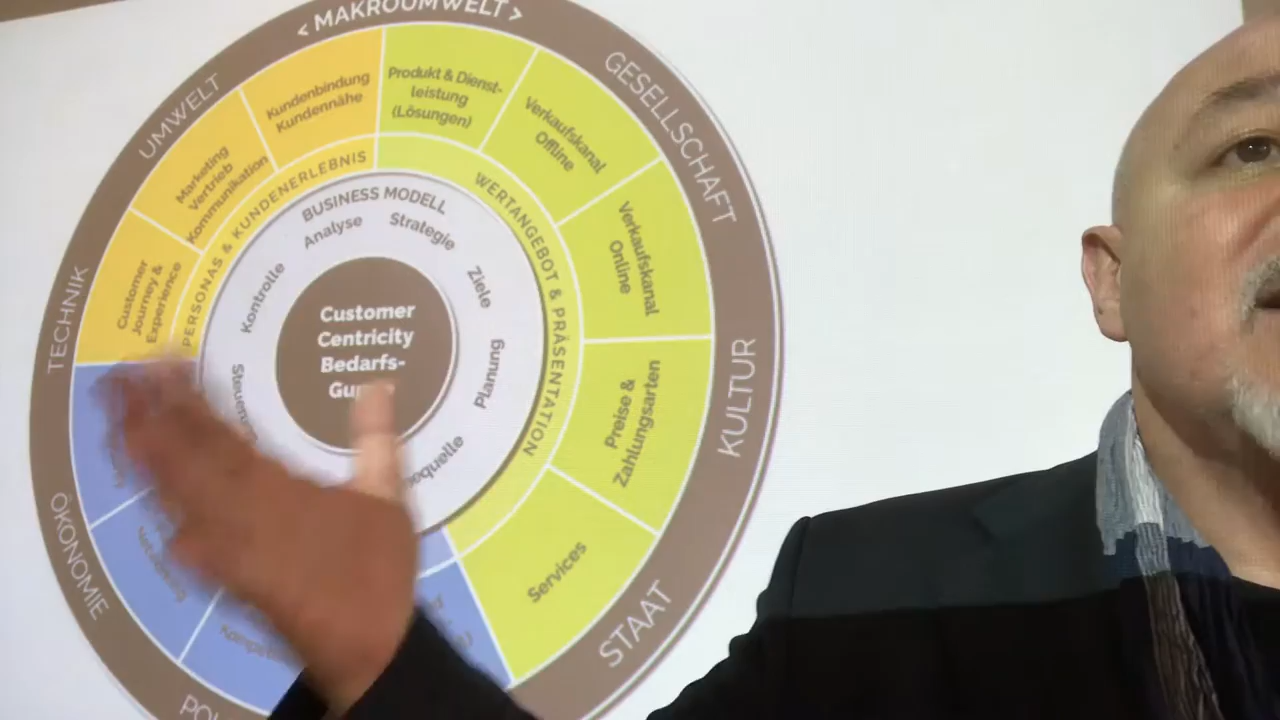 < MAKROUMWELT >
UMWELT
GESELLSCHAFT
TECHNIK
KULTUR
ÖKONOMIE
STAAT
Kundenbindung
Kundennähe
Produkt & Dienst-
leistung
(Lösungen)
Verkaufskanal
Offline
Marketing
Vertrieb
Kommunikation
Verkaufskanal
Online
Customer
Journey &
Experience
Preise &
Zahlungsarten
Services
PERSONAS & KUNDENERLEBNIS
WERTANGEBOT & PRÄSENTATION
BUSINESS MODELL
Analyse
Strategie
Kontrolle
Ziele
Planung
Customer
Centricity
Bedarfs-